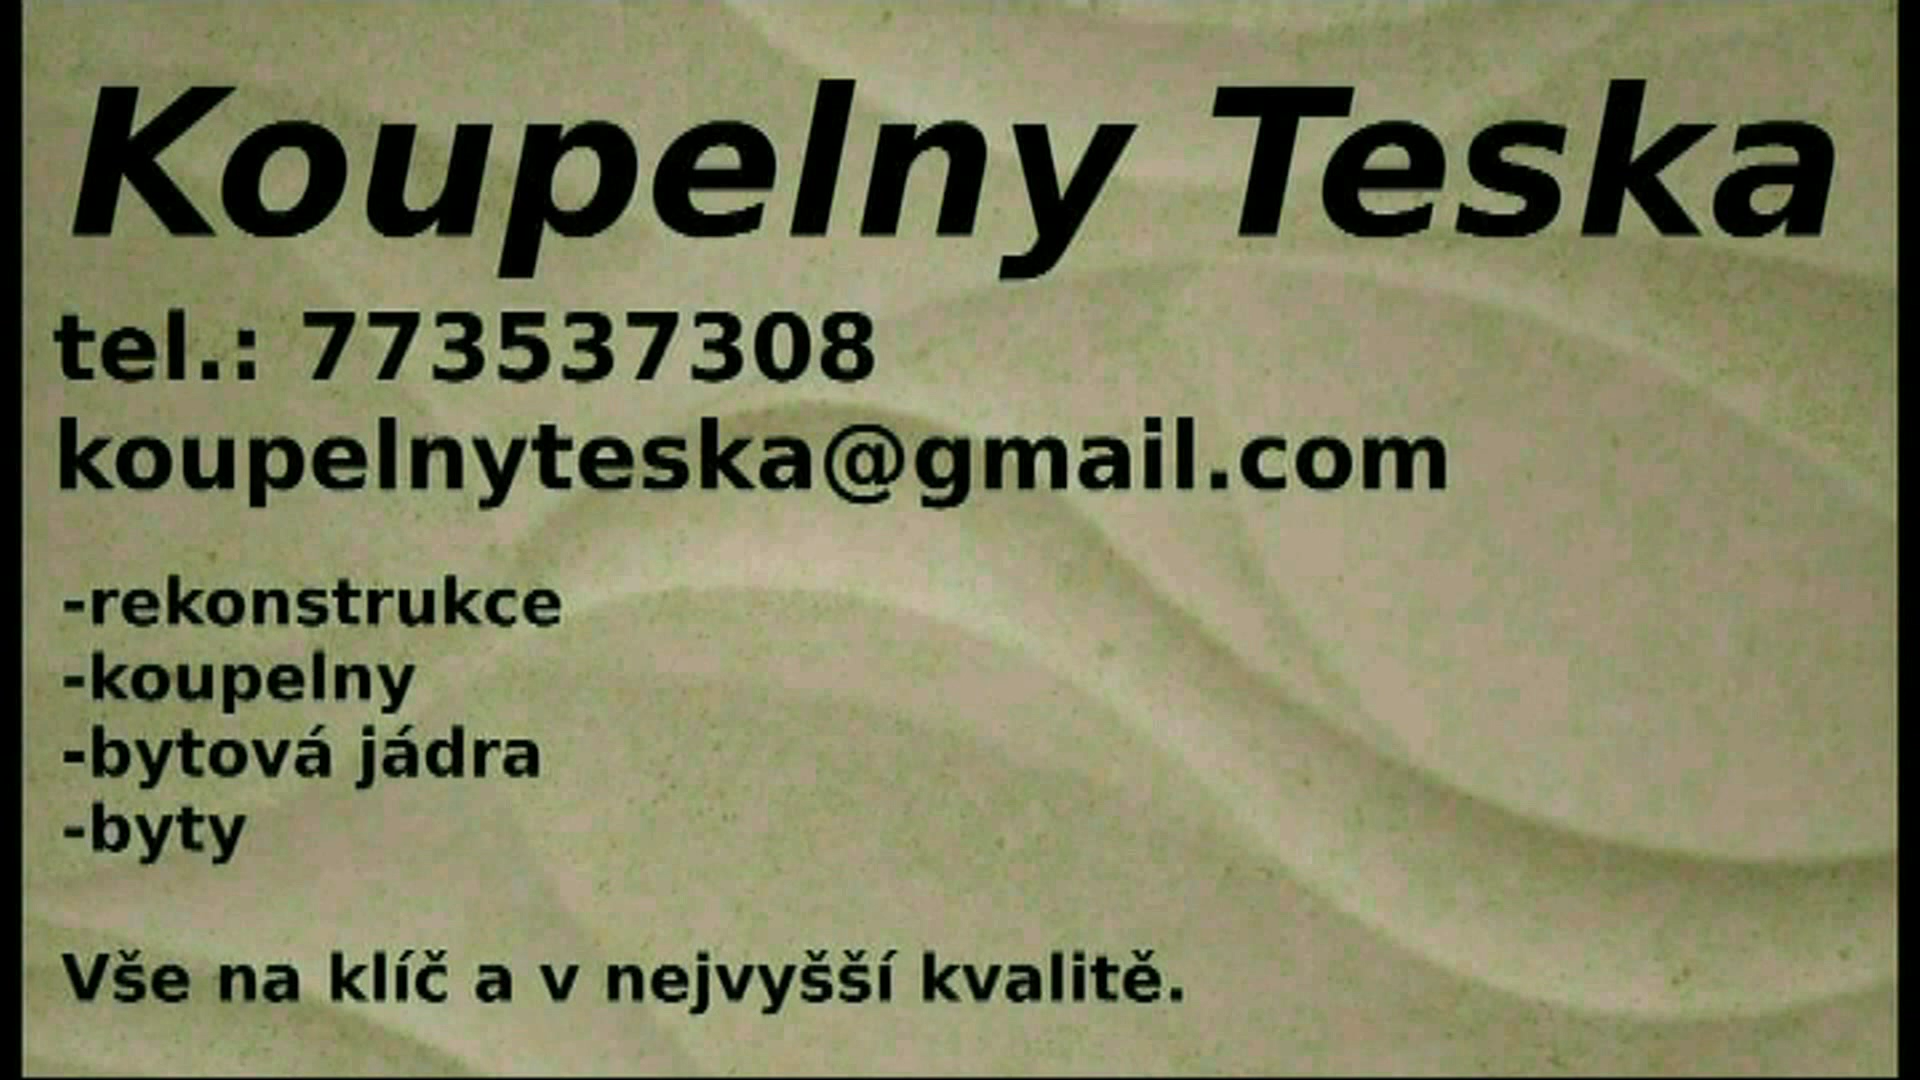 Koupelny Teska
tel.: 773537308
koupelnyteska@gmail.com
-rekonstrukce
-koupelny
-bytová jádra
-byty
Vše na klíč a v nejvyšší kvalitě.